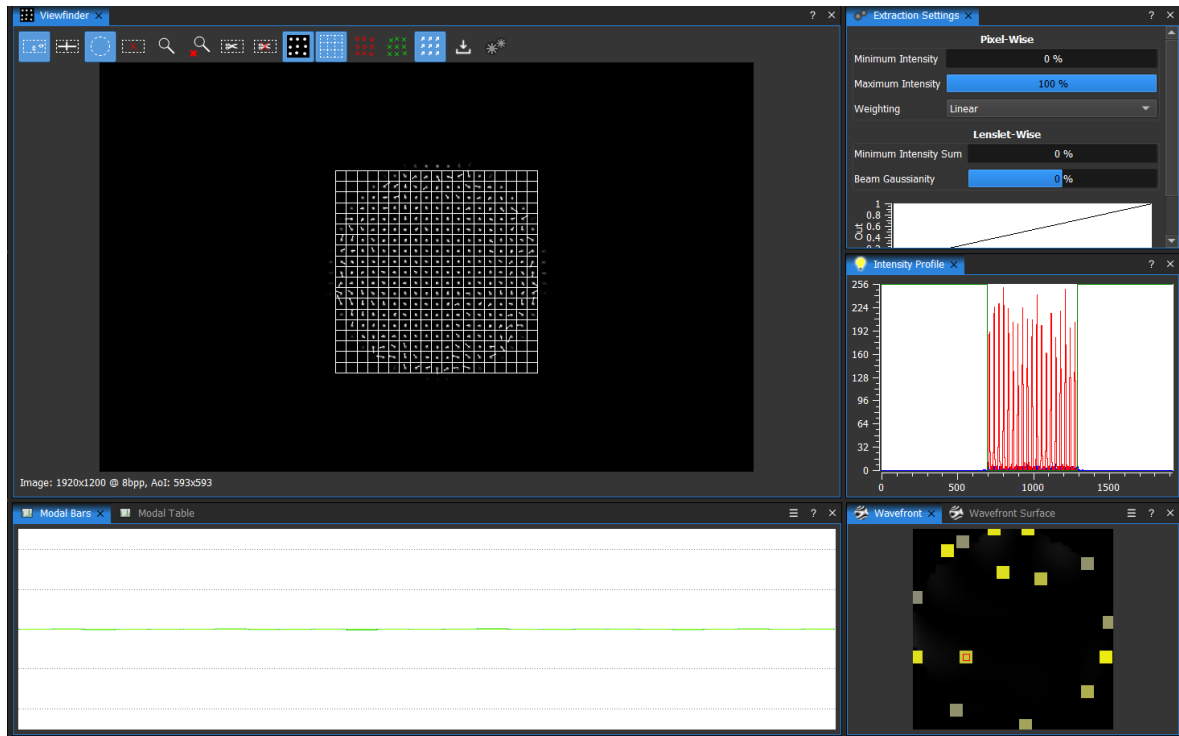 Viewfinder
Image: 1920x1200 @ 8bpp, AoI: 593x593
Extraction Settings
Pixel-Wise
Minimum Intensity 0 %
Maximum Intensity 100 %
Weighting Linear
Lenslet-Wise
Minimum Intensity Sum 0 %
Beam Gaussianity 0 %
1
0.8
0.6
0.4
Out
Intensity Profile
256
224
192
160
128
96
64
32
0
0 500 1000 1500
Modal Bars Modal Table
Wavefront Wavefront Surface